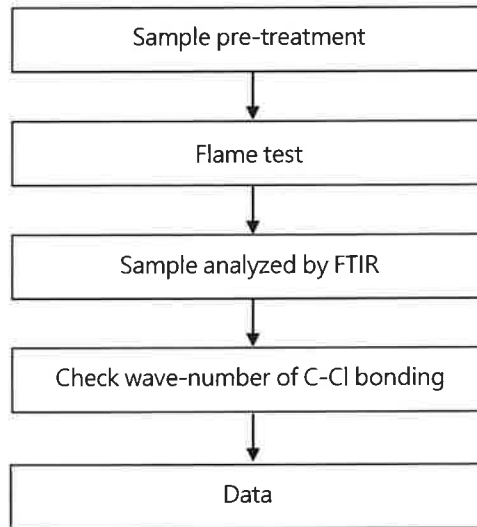 Sample pre-treatment
Flame test
Sample analyzed by FTIR
Check wave-number of C-Cl bonding
Data